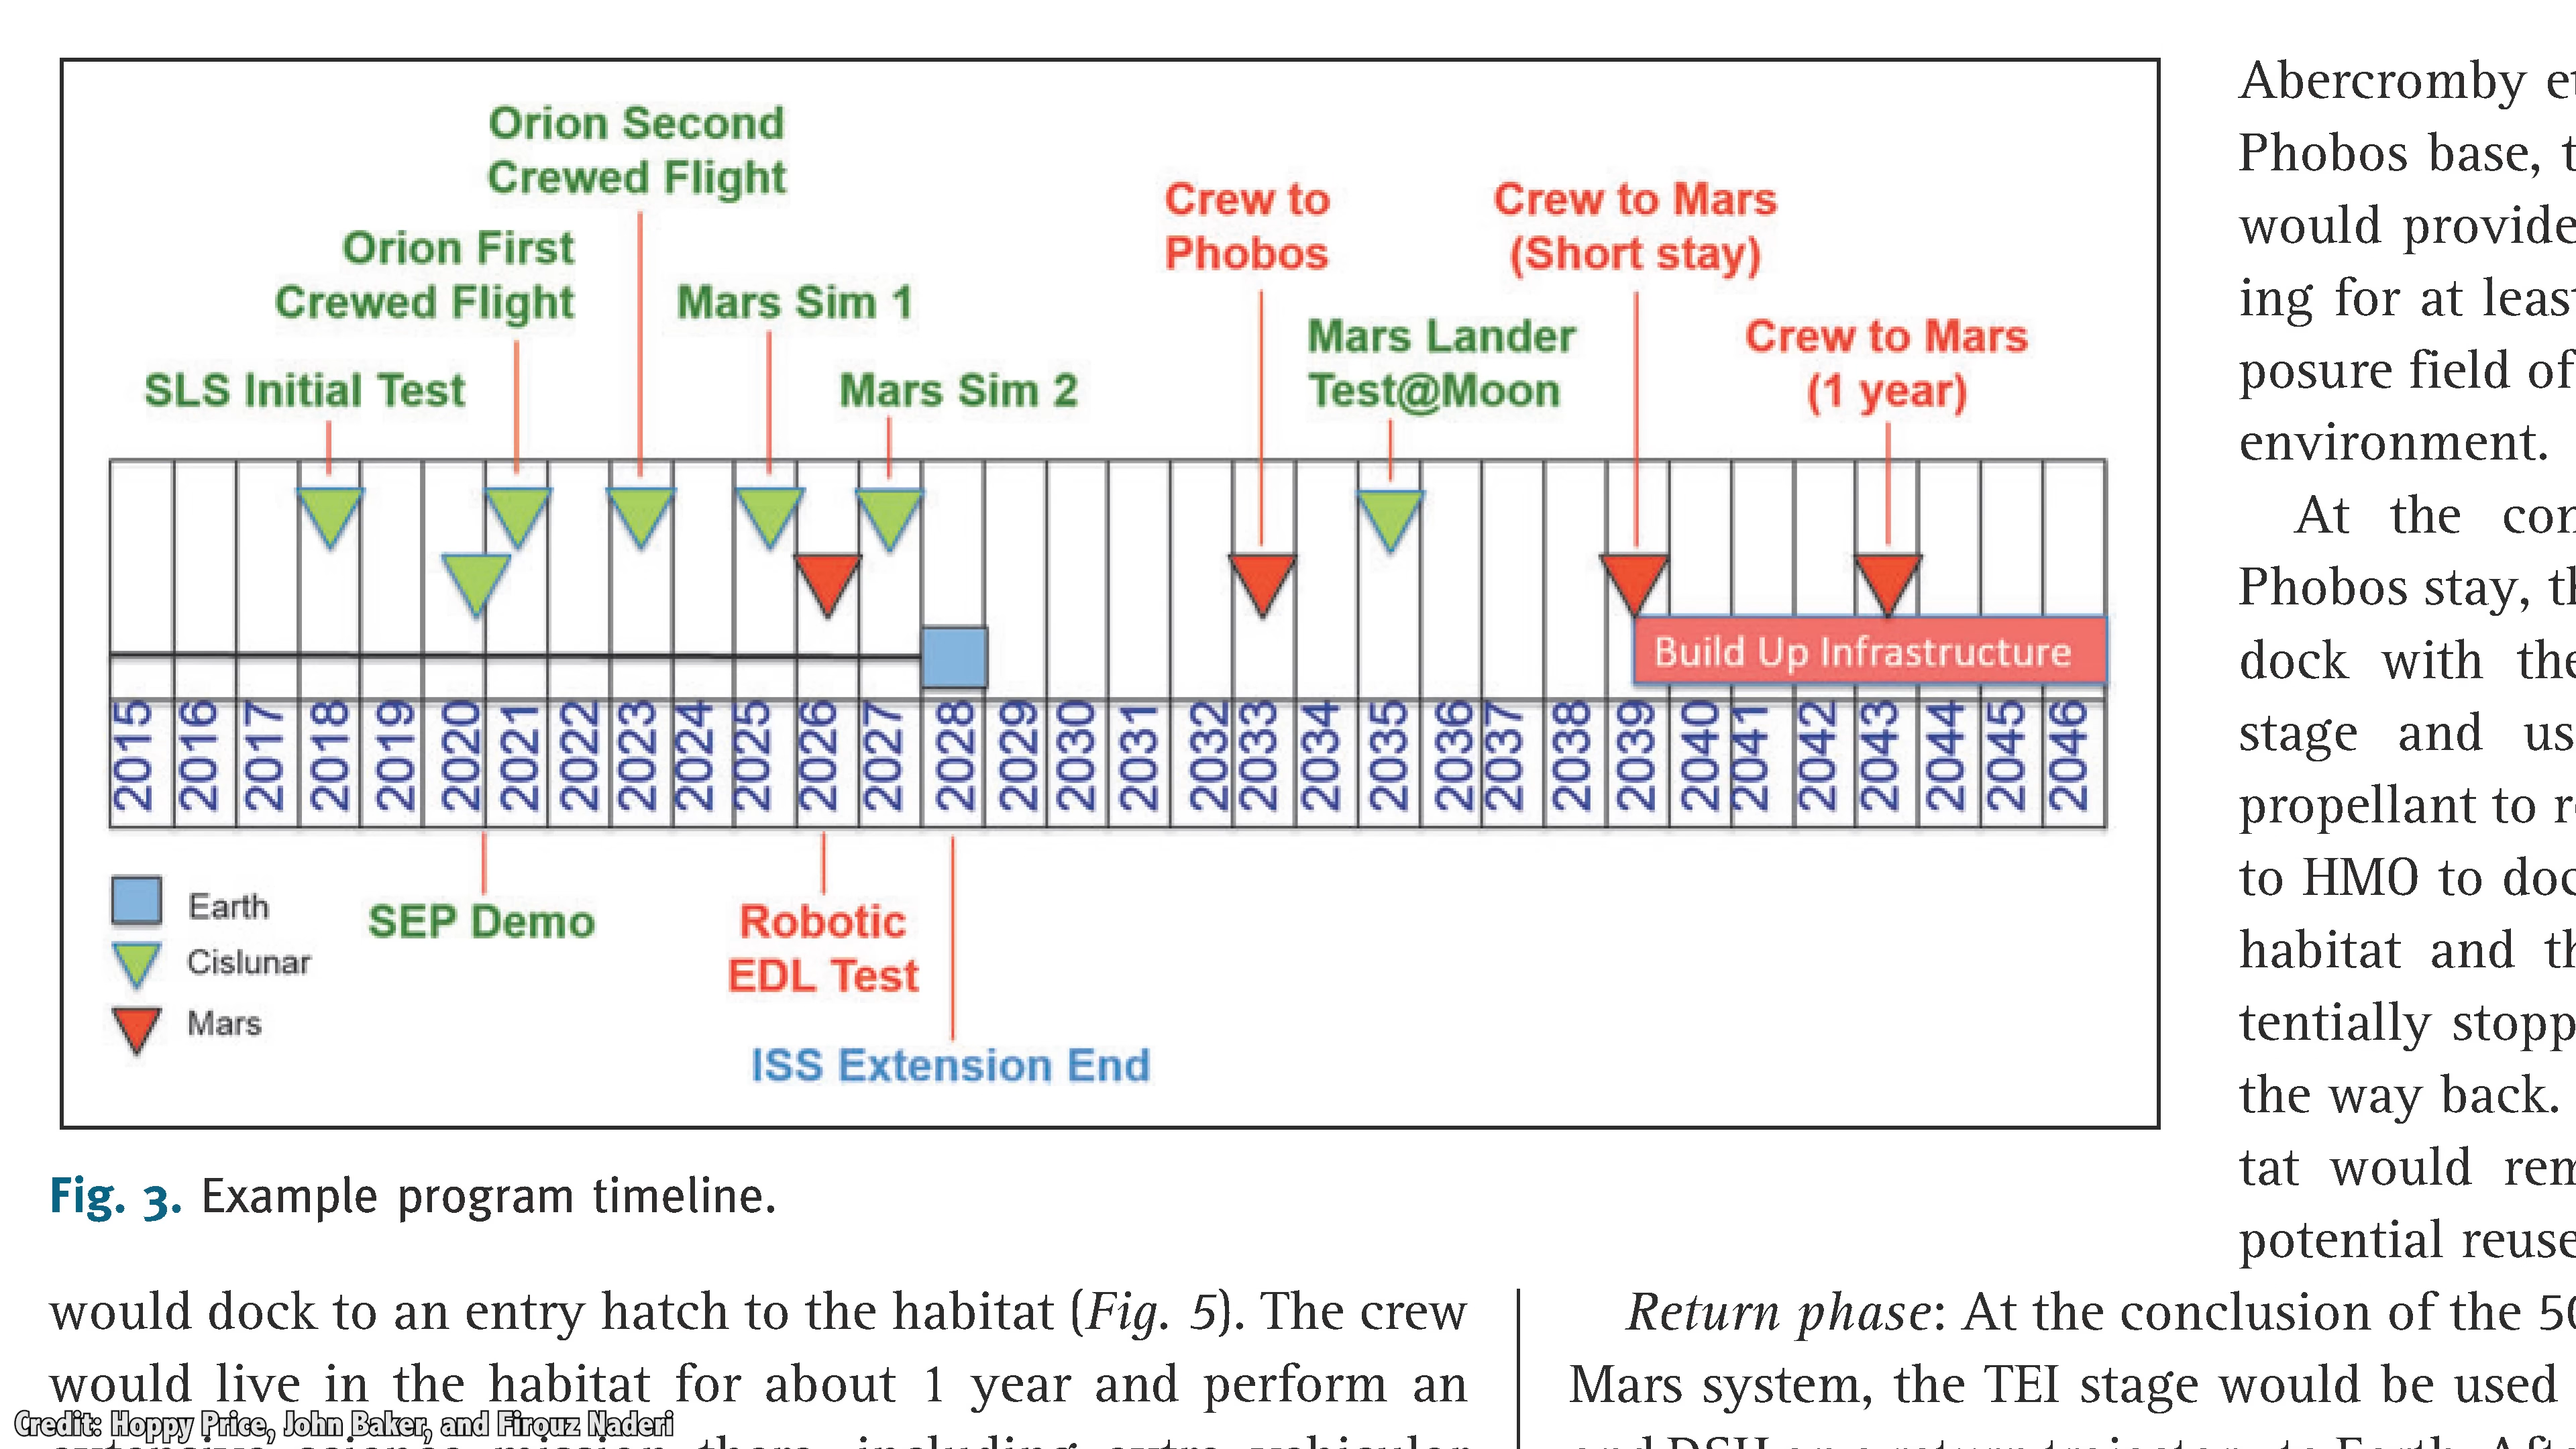 Orion Second
Crewed Flight
Orion First
Crewed Flight
SLS Initial Test
Mars Sim 1
Mars Sim 2
Crew to
Phobos
Mars Lander
Test@Moon
Crew to Mars
(Short stay)
Crew to Mars
(1 year)
Build Up Infrastructure
2015 2016 2017 2018 2019 2020 2021 2022 2023 2024 2025 2026 2027 2028 2029 2030 2031 2032 2033 2034 2035 2036 2037 2038 2039 2040 2041 2042 2043 2044 2045 2046
Earth
Cislunar
Mars
SEP Demo
Robotic
EDL Test
ISS Extension End
Fig. 3. Example program timeline.
would dock to an entry hatch to the habitat (Fig. 5). The crew
would live in the habitat for about 1 year and perform an
Abercromby et
Phobos base, t
would provide
ing for at leas
posure field of
environment.
At the con
Phobos stay, th
dock with the
stage and us
propellant to re
to HMO to doc
habitat and th
tentially stopp
the way back.
tat would rem
potential reuse
Return phase: At the conclusion of the 50
Mars system, the TEI stage would be used
Credit: Hoppy Price, John Baker, and Firouz Naderi